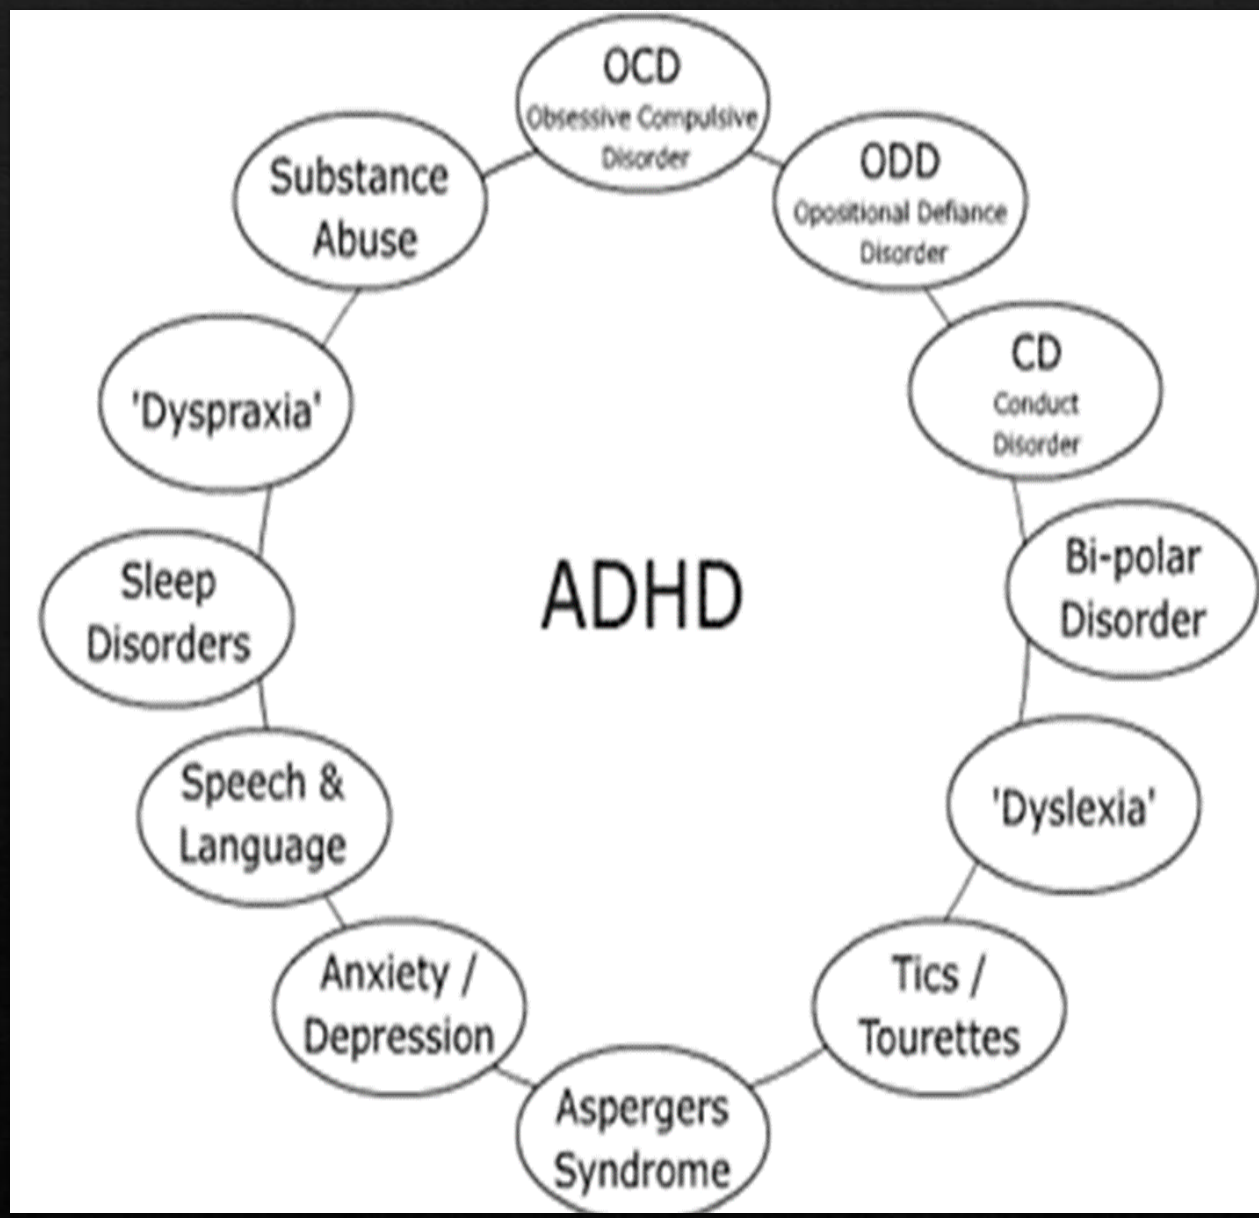 OCD
Obsessive Compulsive
Disorder
ODD
Opositional Defiance
Disorder
CD
Conduct
Disorder
Bi-polar
Disorder
'Dyslexia'
Tics /
Tourettes
Aspergers
Syndrome
Anxiety /
Depression
Speech &
Language
Sleep
Disorders
'Dyspraxia'
Substance
Abuse
ADHD